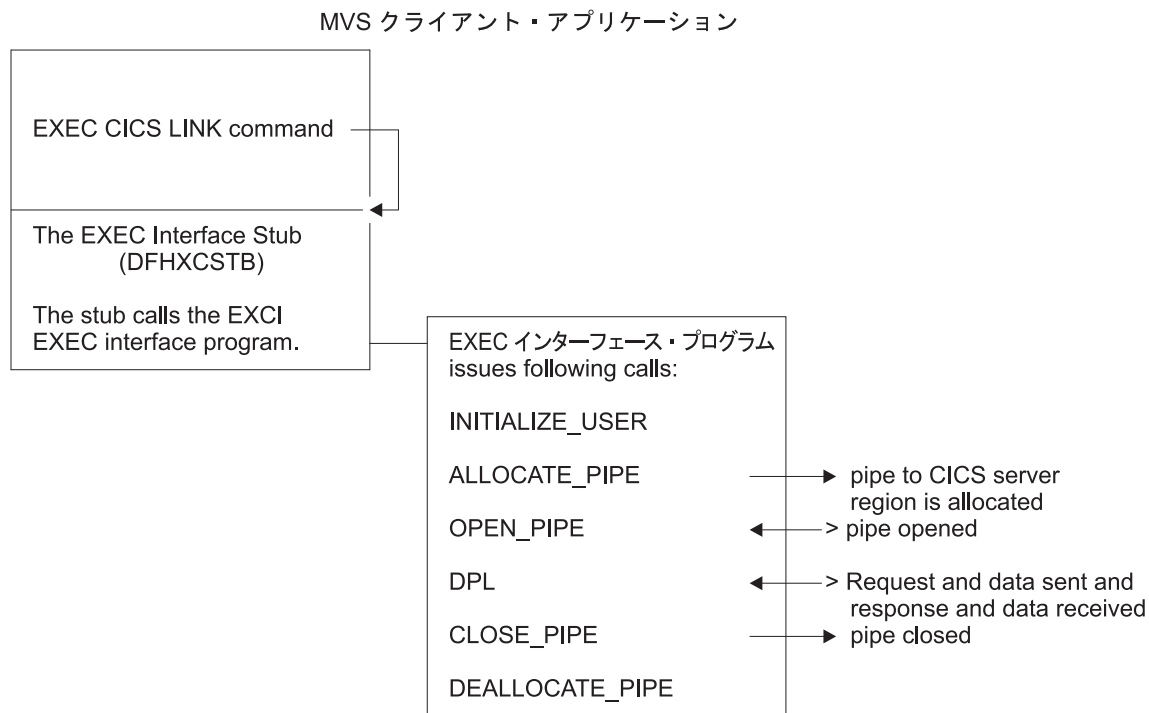 MVS クライアント・アプリケーション
EXEC CICS LINK command
The EXEC Interface Stub
(DFHXCSTB)
The stub calls the EXCI
EXEC interface program.
EXEC インターフェース・プログラム
issues following calls:
INITIALIZE_USER
ALLOCATE_PIPE
pipe to CICS server
region is allocated
OPEN_PIPE
> pipe opened
DPL
> Request and data sent and
response and data received
CLOSE_PIPE
pipe closed
DEALLOCATE_PIPE